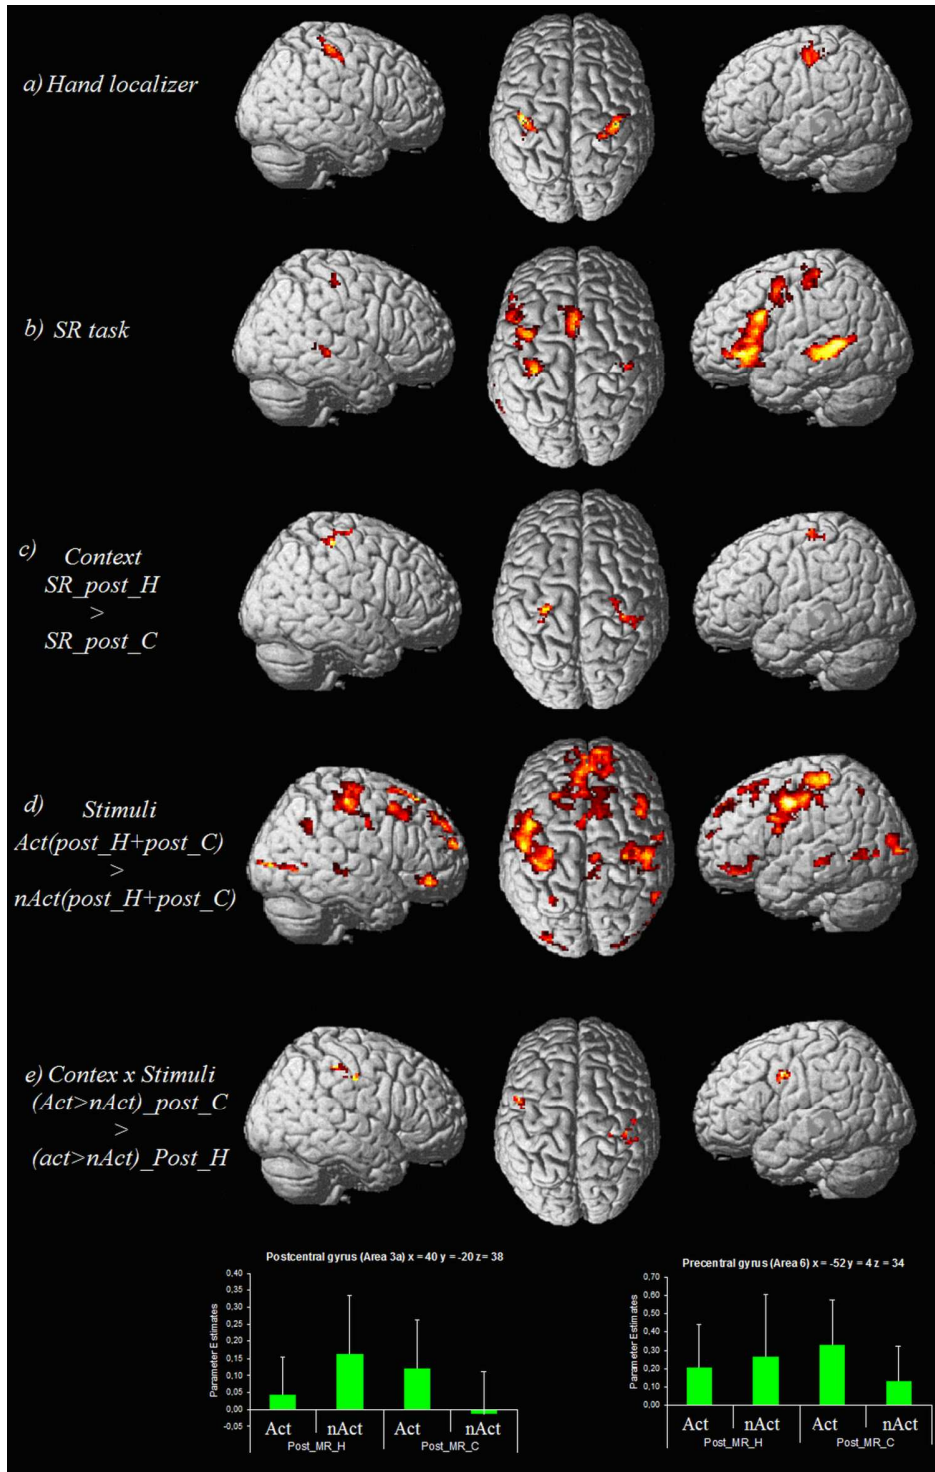 a) Hand localizer
b) SR task
c) Context
SR_post_H
>
SR_post_C
d) Stimuli
Act(post_H+post_C)
>
nAct(post_H+post_C)
e) Contex x Stimuli
(Act>nAct)_post_C
>
(act>nAct)_Post_H
Postcentral gyrus (Area 3a) x = 40 y = -20 z= 38
Parameter Estimates
0,40
0,35
0,30
0,25
0,20
0,15
0,10
0,05
0,00
-0,05
Act nAct Act nAct
Post_MR_H Post_MR_C
Precentral gyrus (Area 6) x = -52 y = 4 z = 34
Parameter Estimates
0,70
0,60
0,50
0,40
0,30
0,20
0,10
0,00
Act nAct Act nAct
Post_MR_H Post_MR_C